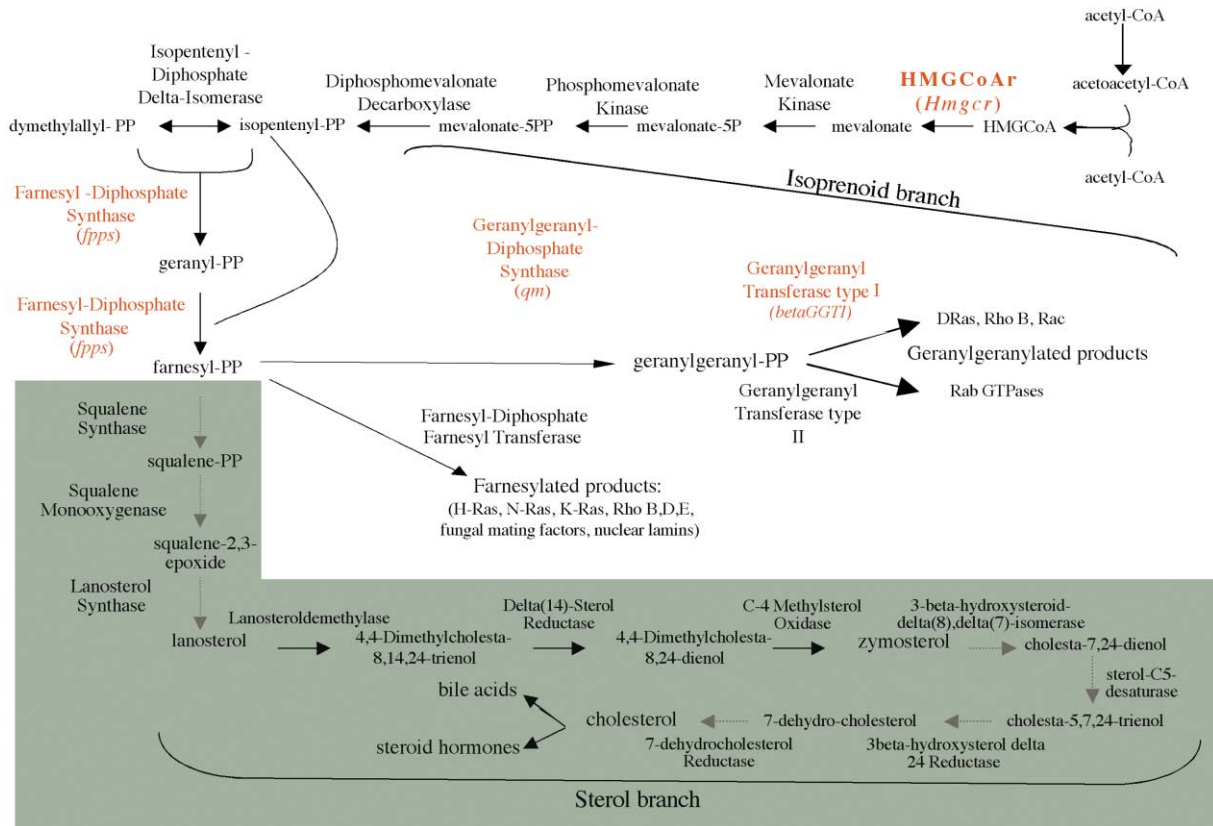 acetyl-CoA
Isopentenyl -
Diphosphate
Delta-Isomerase
Diphosphomevalonate
Decarboxylase
Phosphomevalonate
Kinase
Mevalonate
Kinase
HMGCoAr
(Hmgcr)
acetoacetyl-CoA
dymethylallyl- PP
isopentenyl-PP
mevalonate-5PP
mevalonate-5P
mevalonate
HMGCoA
acetyl-CoA
Isoprenoid branch
Farnesyl -Diphosphate
Synthase
(fpps)
geranyl-PP
Farnesyl-Diphosphate
Synthase
(fpps)
farnesyl-PP
Geranylgeranyl-
Diphosphate
Synthase
(qm)
Geranylgeranyl
Transferase type I
(betaGGTI)
geranylgeranyl-PP
DRas, Rho B, Rac
Geranylgeranylated products
Rab GTPases
Geranylgeranyl
Transferase type
II
Farnesyl-Diphosphate
Farnesyl Transferase
Farnesylated products:
(H-Ras, N-Ras, K-Ras, Rho B,D,E,
fungal mating factors, nuclear lamins)
Squalene
Synthase
squalene-PP
Squalene
Monooxygenase
squalene-2,3-
epoxide
Lanosterol
Synthase
lanosterol
Lanosteroldemethylase
4,4-Dimethylcholesta-
8,14,24-trienol
Delta(14)-Sterol
Reductase
4,4-Dimethylcholesta-
8,24-dienol
C-4 Methylsterol
Oxidase
zymosterol
3-beta-hydroxysteroid-
delta(8),delta(7)-isomerase
cholesta-7,24-dienol
sterol-C5-
desaturase
cholesta-5,7,24-trienol
3beta-hydroxysterol delta
24 Reductase
7-dehydro-cholesterol
7-dehydrocholesterol
Reductase
cholesterol
bile acids
steroid hormones
Sterol branch